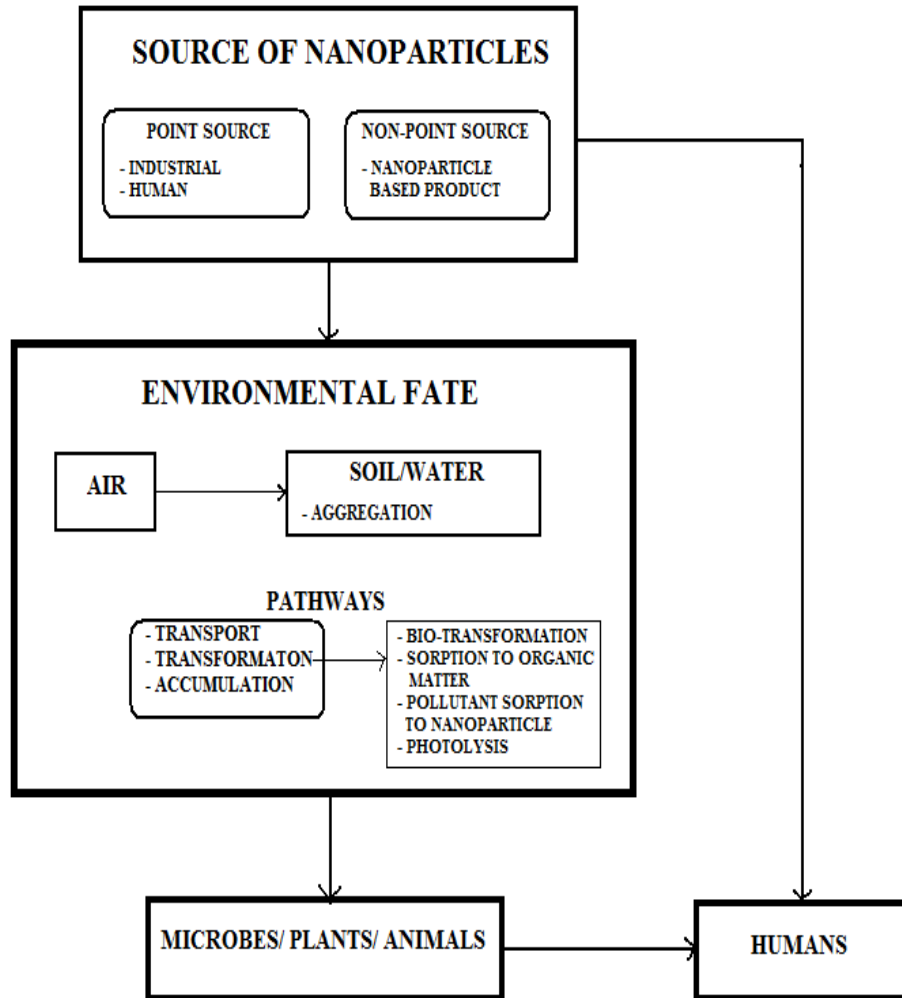 SOURCE OF NANOPARTICLES
POINT SOURCE
- INDUSTRIAL
- HUMAN
NON-POINT SOURCE
- NANOPARTICLE
BASED PRODUCT
ENVIRONMENTAL FATE
AIR
SOIL/WATER
- AGGREGATION
PATHWAYS
- TRANSPORT
- TRANSFORMATON
- ACCUMULATION
- BIO-TRANSFORMATION
- SORPTION TO ORGANIC
MATTER
- POLLUTANT SORPTION
TO NANOPARTICLE
- PHOTOLYSIS
MICROBES/ PLANTS/ ANIMALS
HUMANS